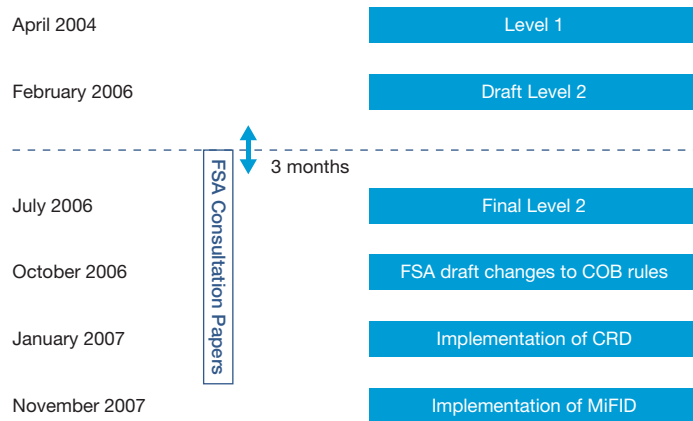 April 2004
Level 1
February 2006
Draft Level 2
3 months
FSA Consultation Papers
July 2006
Final Level 2
October 2006
FSA draft changes to COB rules
January 2007
Implementation of CRD
November 2007
Implementation of MiFID